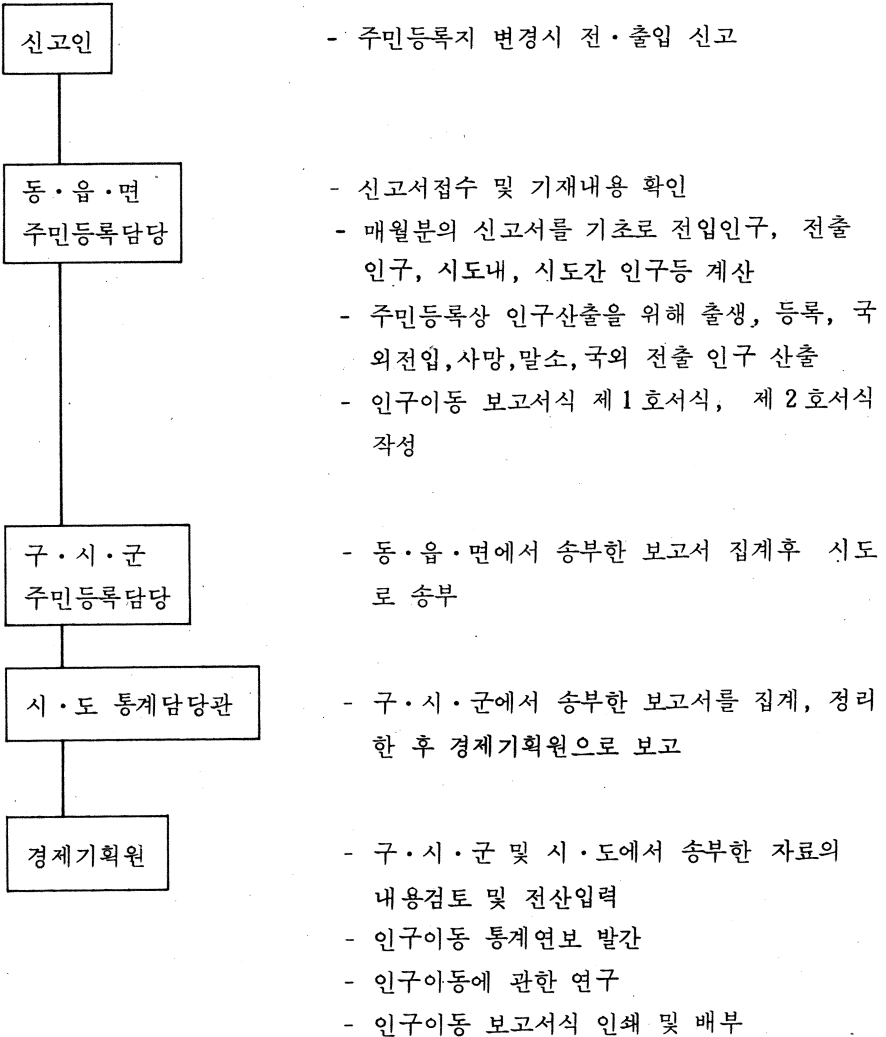 신고인
- 주민등록지 변경시 전・출입 신고
동・읍・면
주민등록담당
- 신고서접수 및 기재내용 확인
- 매월분의 신고서를 기초로 전입인구, 전출
인구, 시도내, 시도간 인구등 계산
- 주민등록상 인구산출을 위해 출생, 등록, 국
외전입,사망,말소,국외 전출 인구 산출
- 인구이동 보고서식 제 1 호서식, 제 2 호서식
작성
구・시・군
주민등록담당
- 동・읍・면에서 송부한 보고서 집계후 시도
로 송부
시・도 통계담당관
- 구・시・군에서 송부한 보고서를 집계, 정리
한 후 경제기획원으로 보고
경제기획원
- 구・시・군 및 시・도에서 송부한 자료의
내용검토 및 전산입력
- 인구이동 통계연보 발간
- 인구이동에 관한 연구
- 인구이동 보고서식 인쇄 및 배부